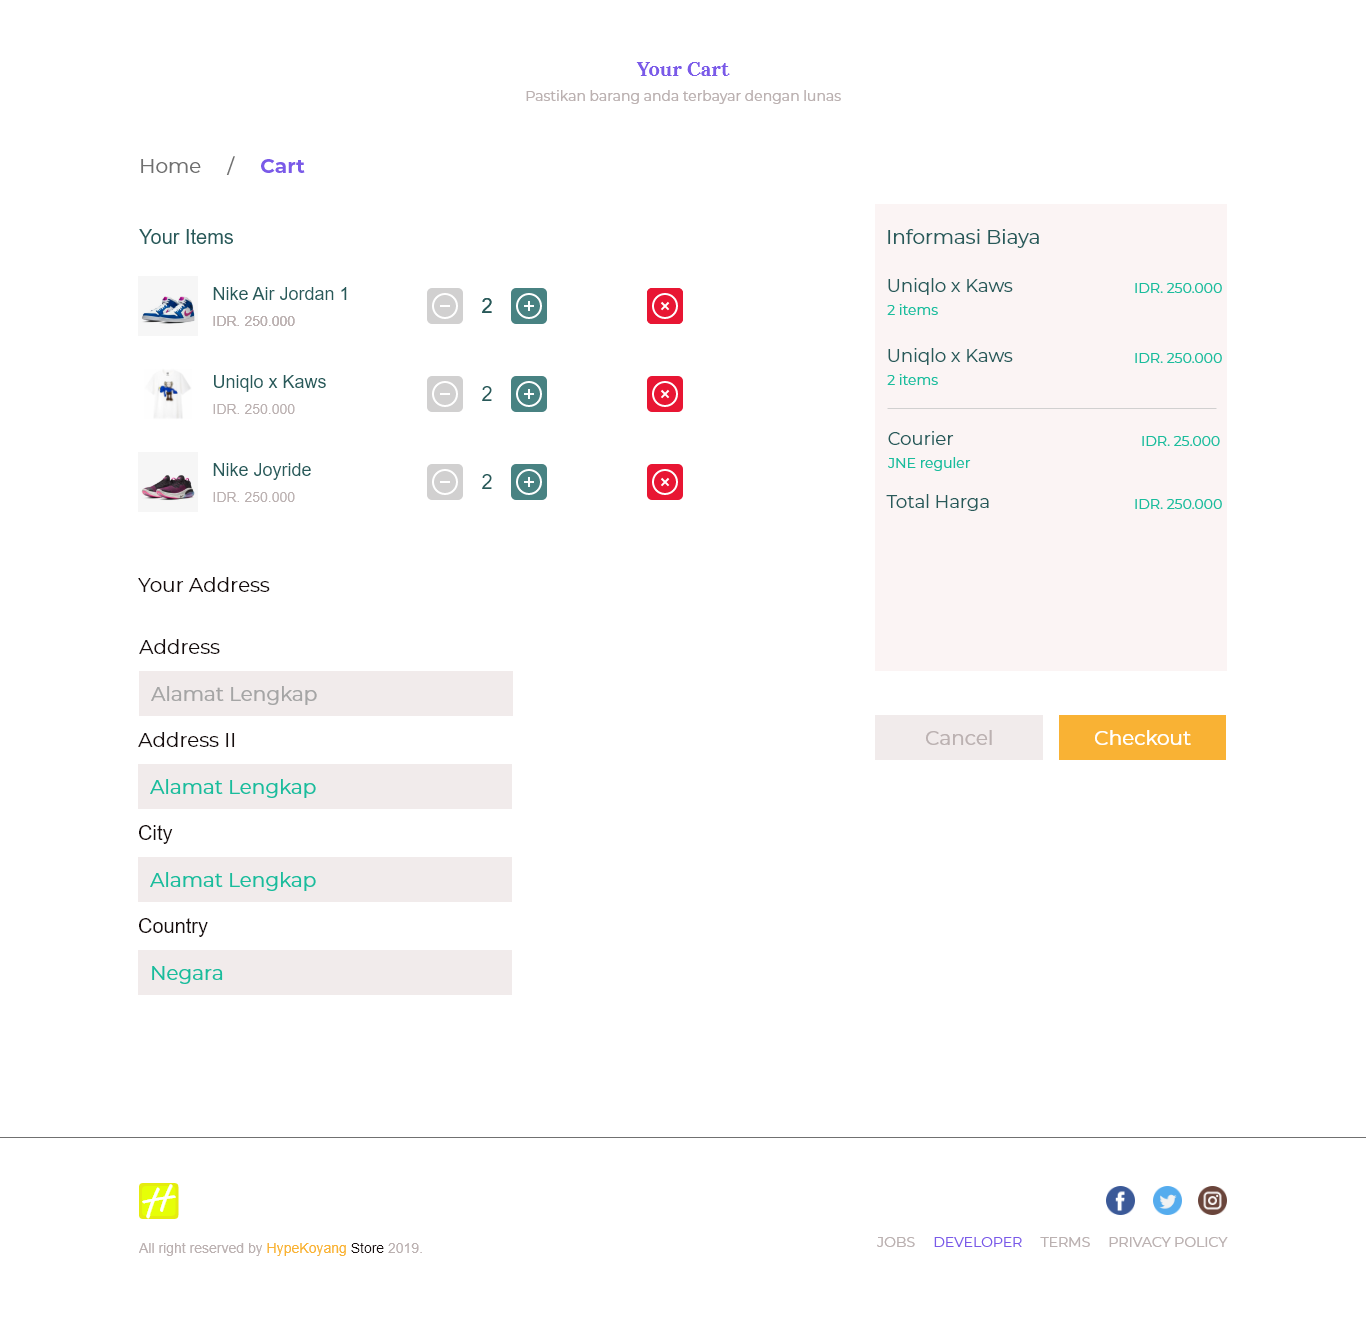 Your Cart
Pastikan barang anda terbayar dengan lunas
Home / Cart
Your Items
Nike Air Jordan 1
IDR. 250.000
2
Uniqlo x Kaws
IDR. 250.000
2
Nike Joyride
IDR. 250.000
2
Informasi Biaya
Uniqlo x Kaws IDR. 250.000
2 items
Uniqlo x Kaws IDR. 250.000
2 items
Courier IDR. 25.000
JNE reguler
Total Harga IDR. 250.000
Cancel Checkout
Your Address
Address
Alamat Lengkap
Address II
Alamat Lengkap
City
Alamat Lengkap
Country
Negara
H
All right reserved by HypeKoyang Store 2019.
JOBS DEVELOPER TERMS PRIVACY POLICY